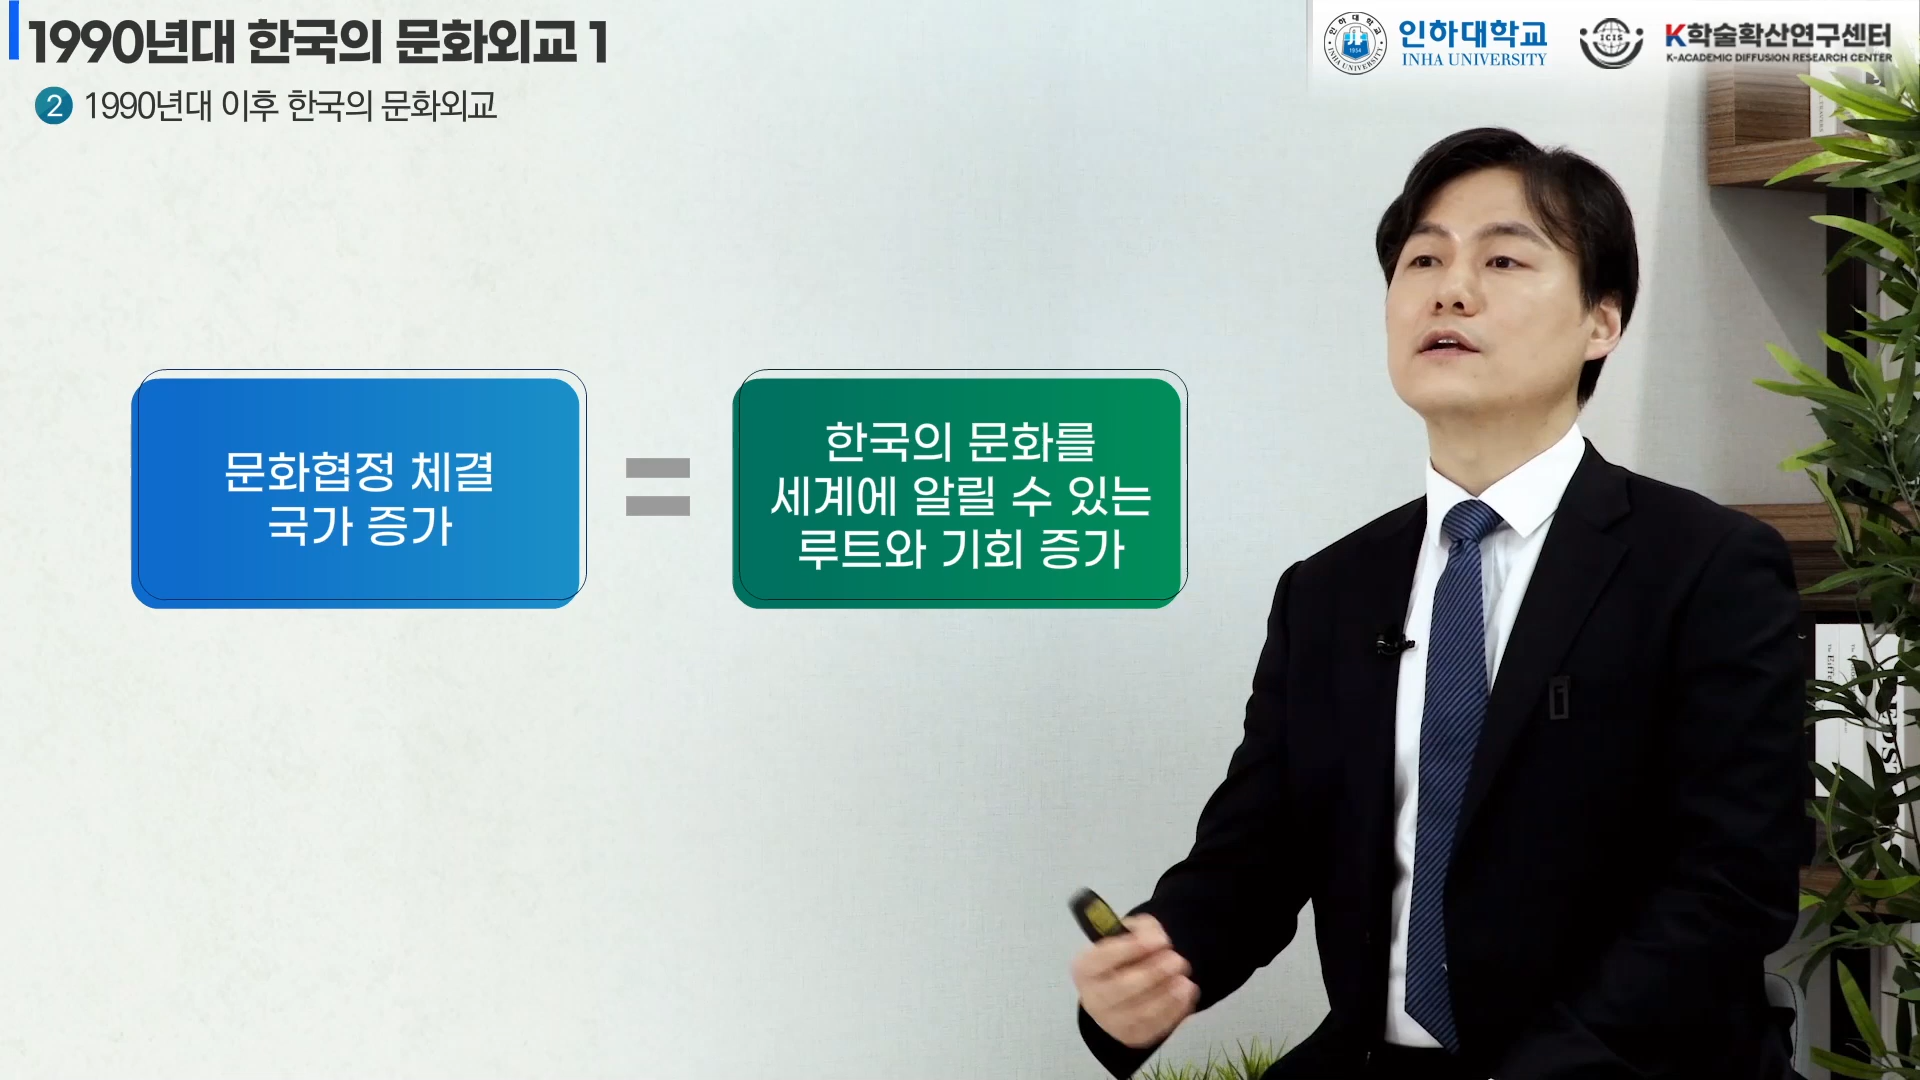 1990년대 한국의 문화외교 1
2 1990년대 이후 한국의 문화외교
인하대학교
INHA UNIVERSITY
1954
ICIS
K학술확산연구센터
K-ACADEMIC DIFFUSION RESEARCH CENTER
문화협정 체결
국가 증가
=
한국의 문화를
세계에 알릴 수 있는
루트와 기회 증가